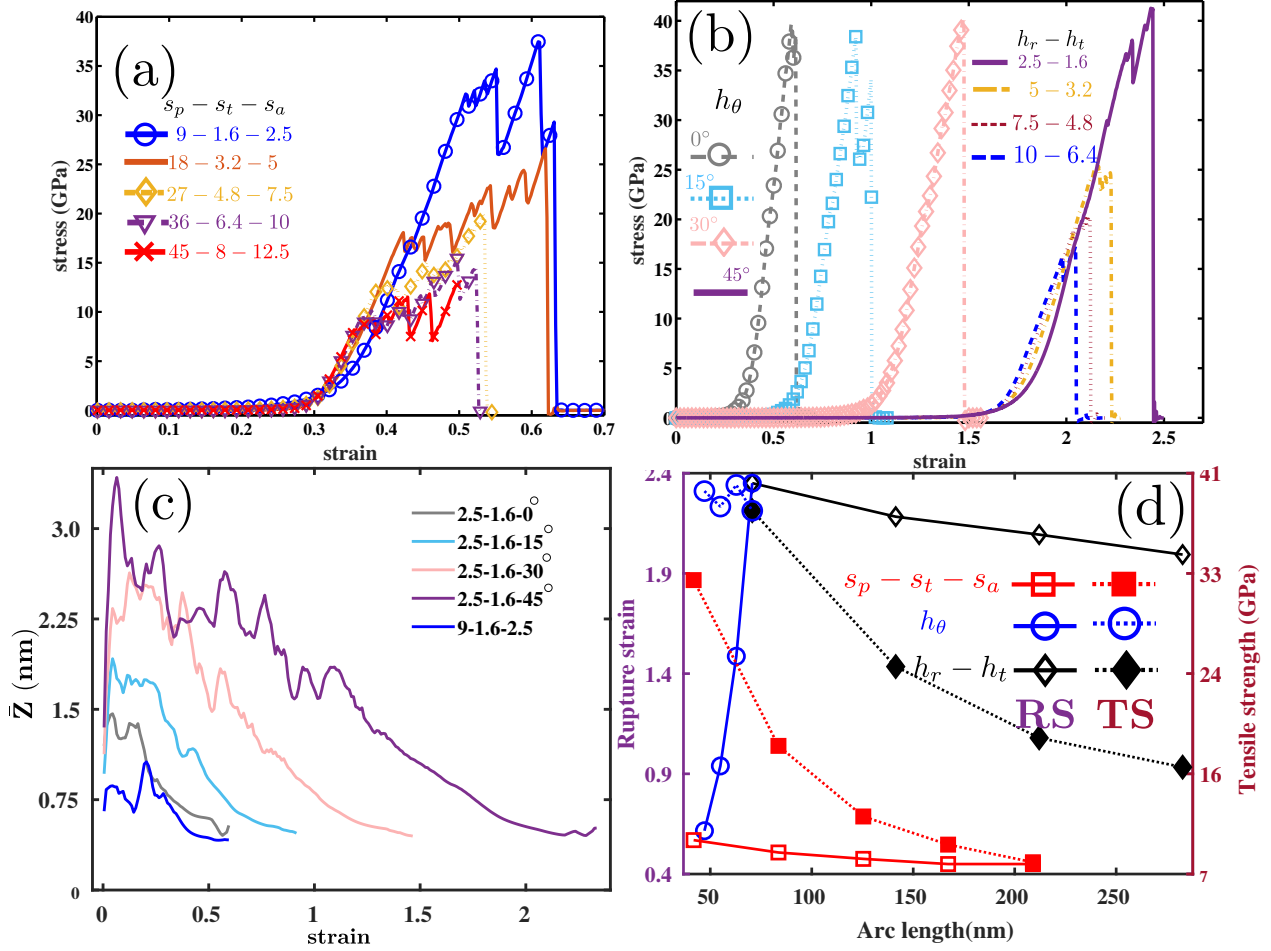 (a)
s_p − s_t − s_a
9 − 1.6 − 2.5
18 − 3.2 − 5
27 − 4.8 − 7.5
36 − 6.4 − 10
45 − 8 − 12.5
stress (GPa)
40
35
30
25
20
15
10
5
0
0 0.1 0.2 0.3 0.4 0.5 0.6 0.7
strain
(b)
h_θ
0°
15°
30°
45°
h_r − h_t
2.5 − 1.6
5 − 3.2
7.5 − 4.8
10 − 6.4
stress (GPa)
40
35
30
25
20
15
10
5
0
0 0.5 1 1.5 2 2.5
strain
(c)
2.5-1.6-0°
2.5-1.6-15°
2.5-1.6-30°
2.5-1.6-45°
9-1.6-2.5
Z̄ (nm)
3.0
2.25
1.5
0.75
0
0 0.5 1 1.5 2
strain
(d)
s_p − s_t − s_a
h_θ
h_r − h_t
RS TS
Rupture strain
2.4
1.9
1.4
0.9
0.4
Tensile strength (GPa)
41
33
24
16
7
50 100 150 200 250
Arc length(nm)